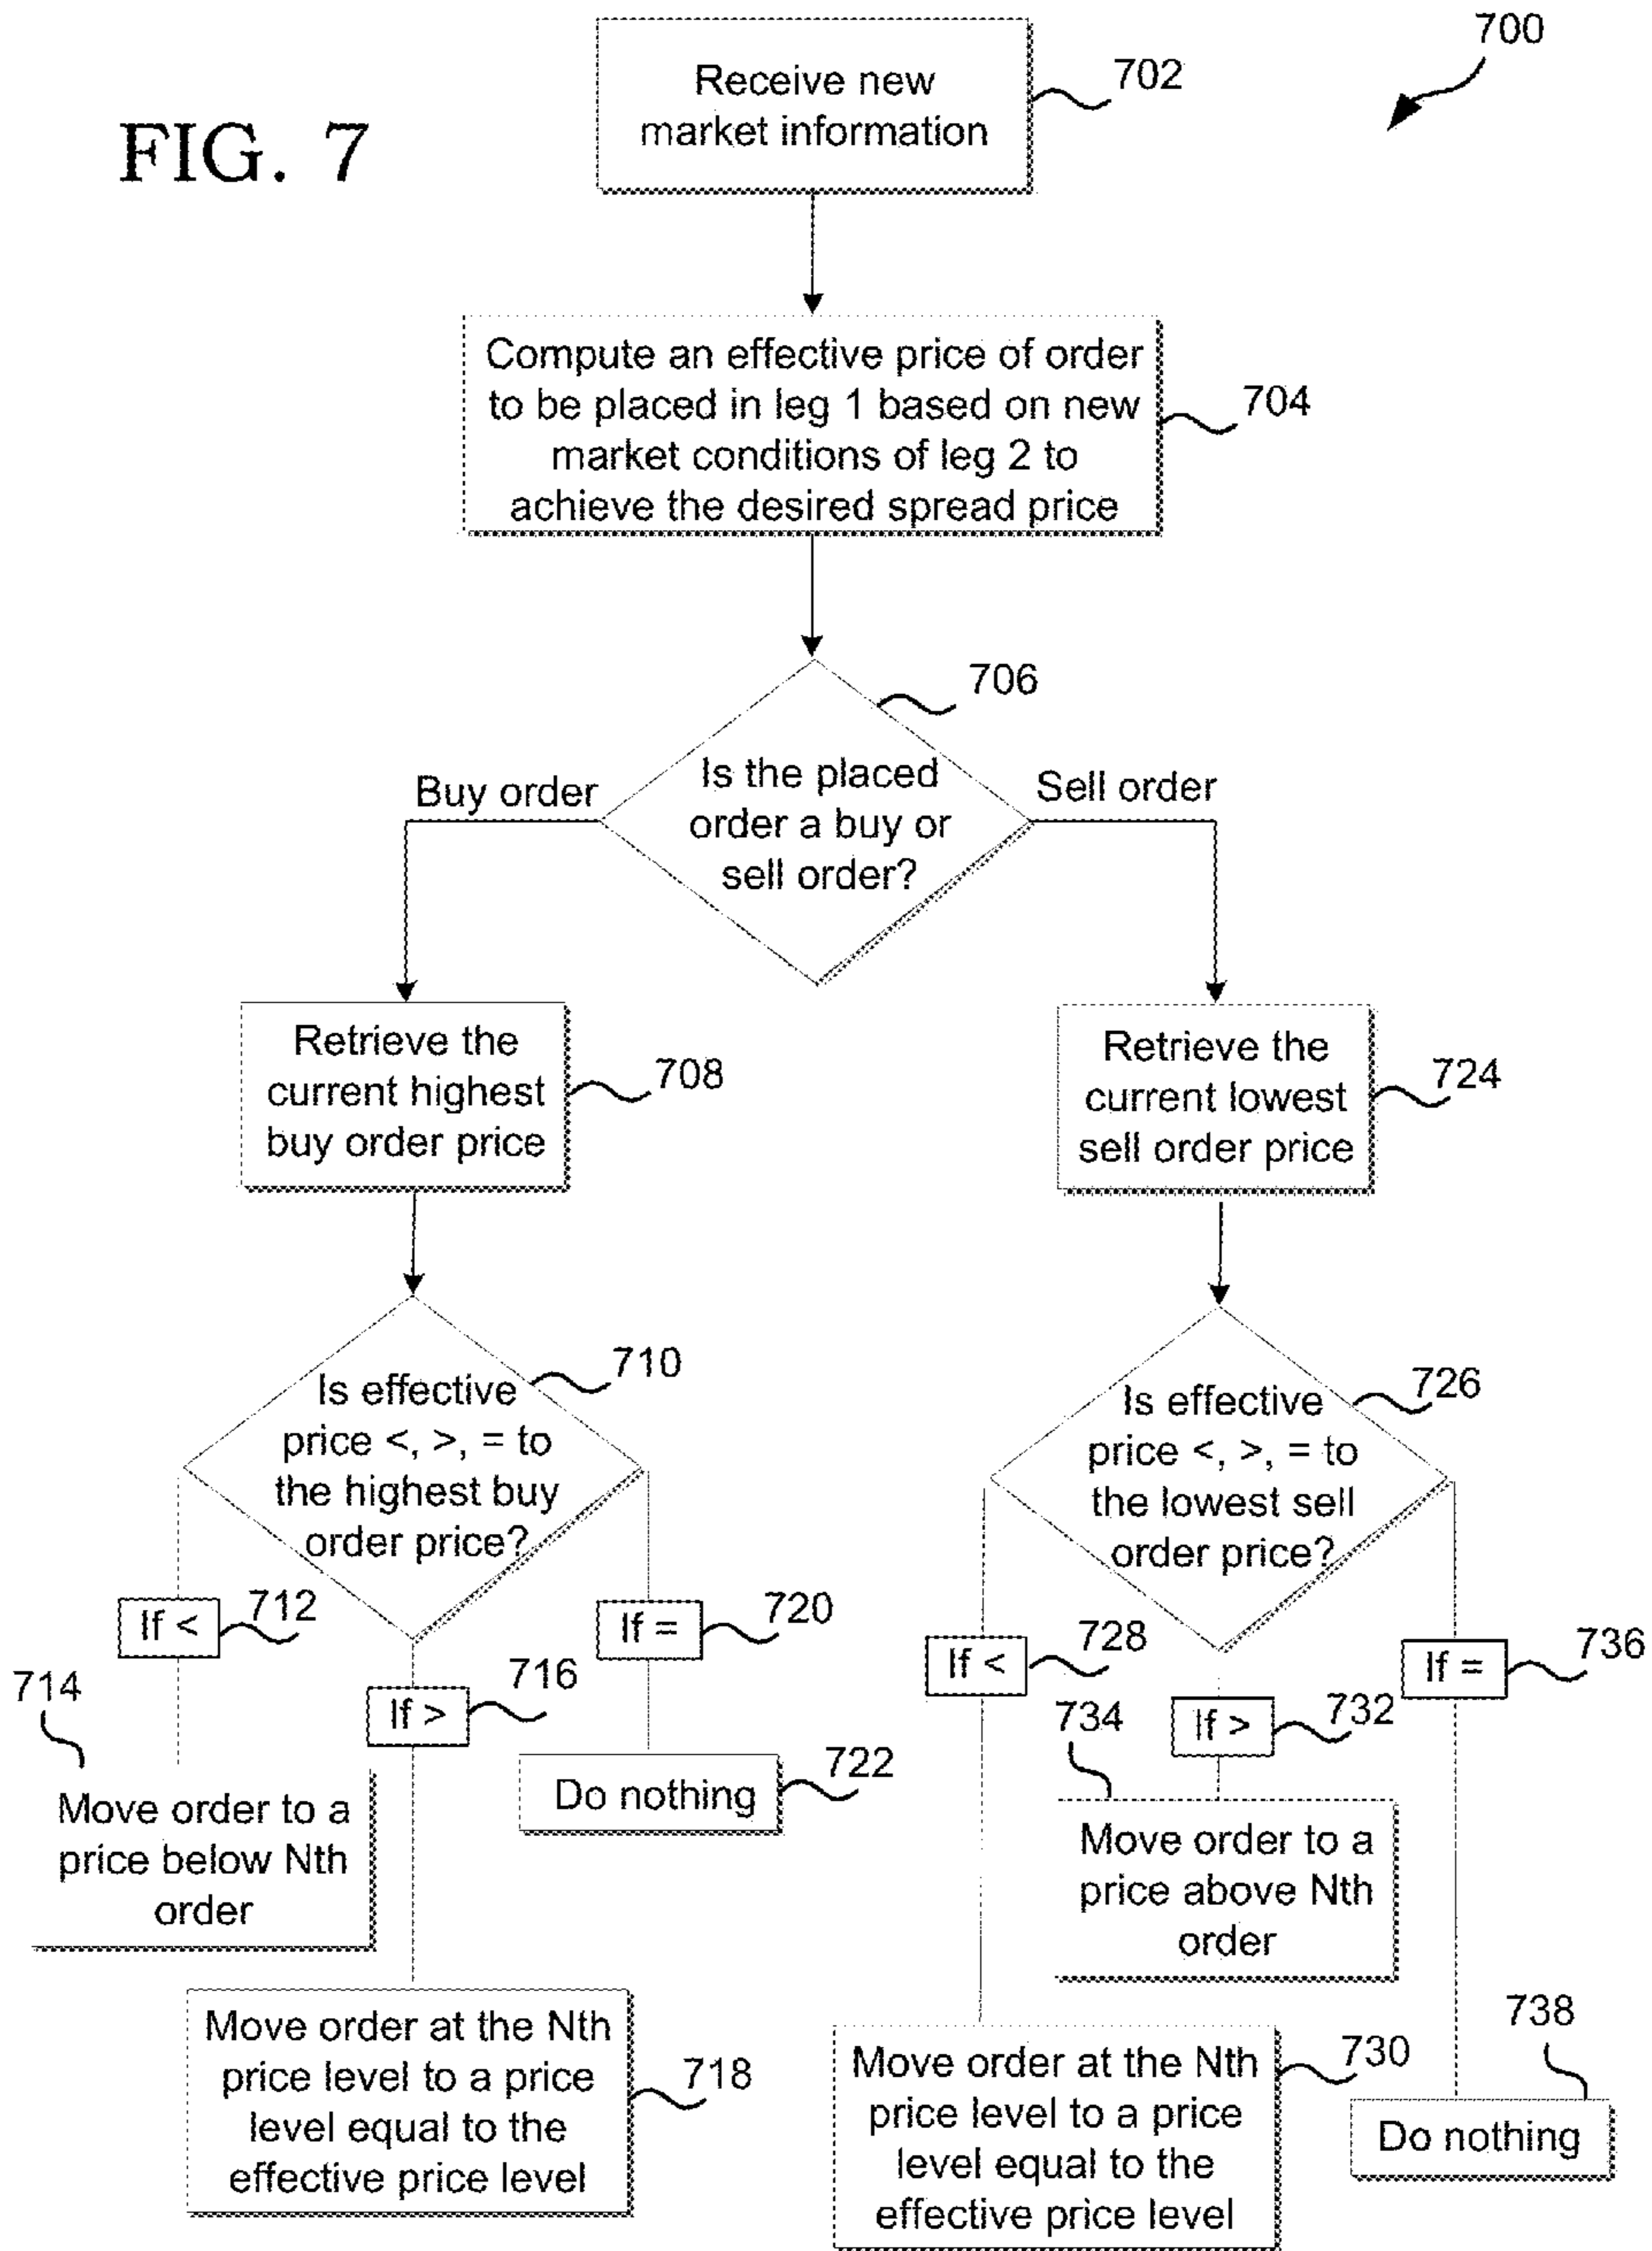 700
FIG. 7
Receive new
market information
702
Compute an effective price of order
to be placed in leg 1 based on new
market conditions of leg 2 to
achieve the desired spread price
704
706
Is the placed
order a buy or
sell order?
Buy order
Sell order
Retrieve the
current highest
buy order price
708
Retrieve the
current lowest
sell order price
724
710
Is effective
price <, >, = to
the highest buy
order price?
726
Is effective
price <, >, = to
the lowest sell
order price?
If <
712
If =
720
If >
716
714
Move order to a
price below Nth
order
Do nothing
722
Move order at the Nth
price level to a price
level equal to the
effective price level
718
If <
728
If =
736
If >
732
734
Move order to a
price above Nth
order
Move order at the Nth
price level to a price
level equal to the
effective price level
730
738
Do nothing